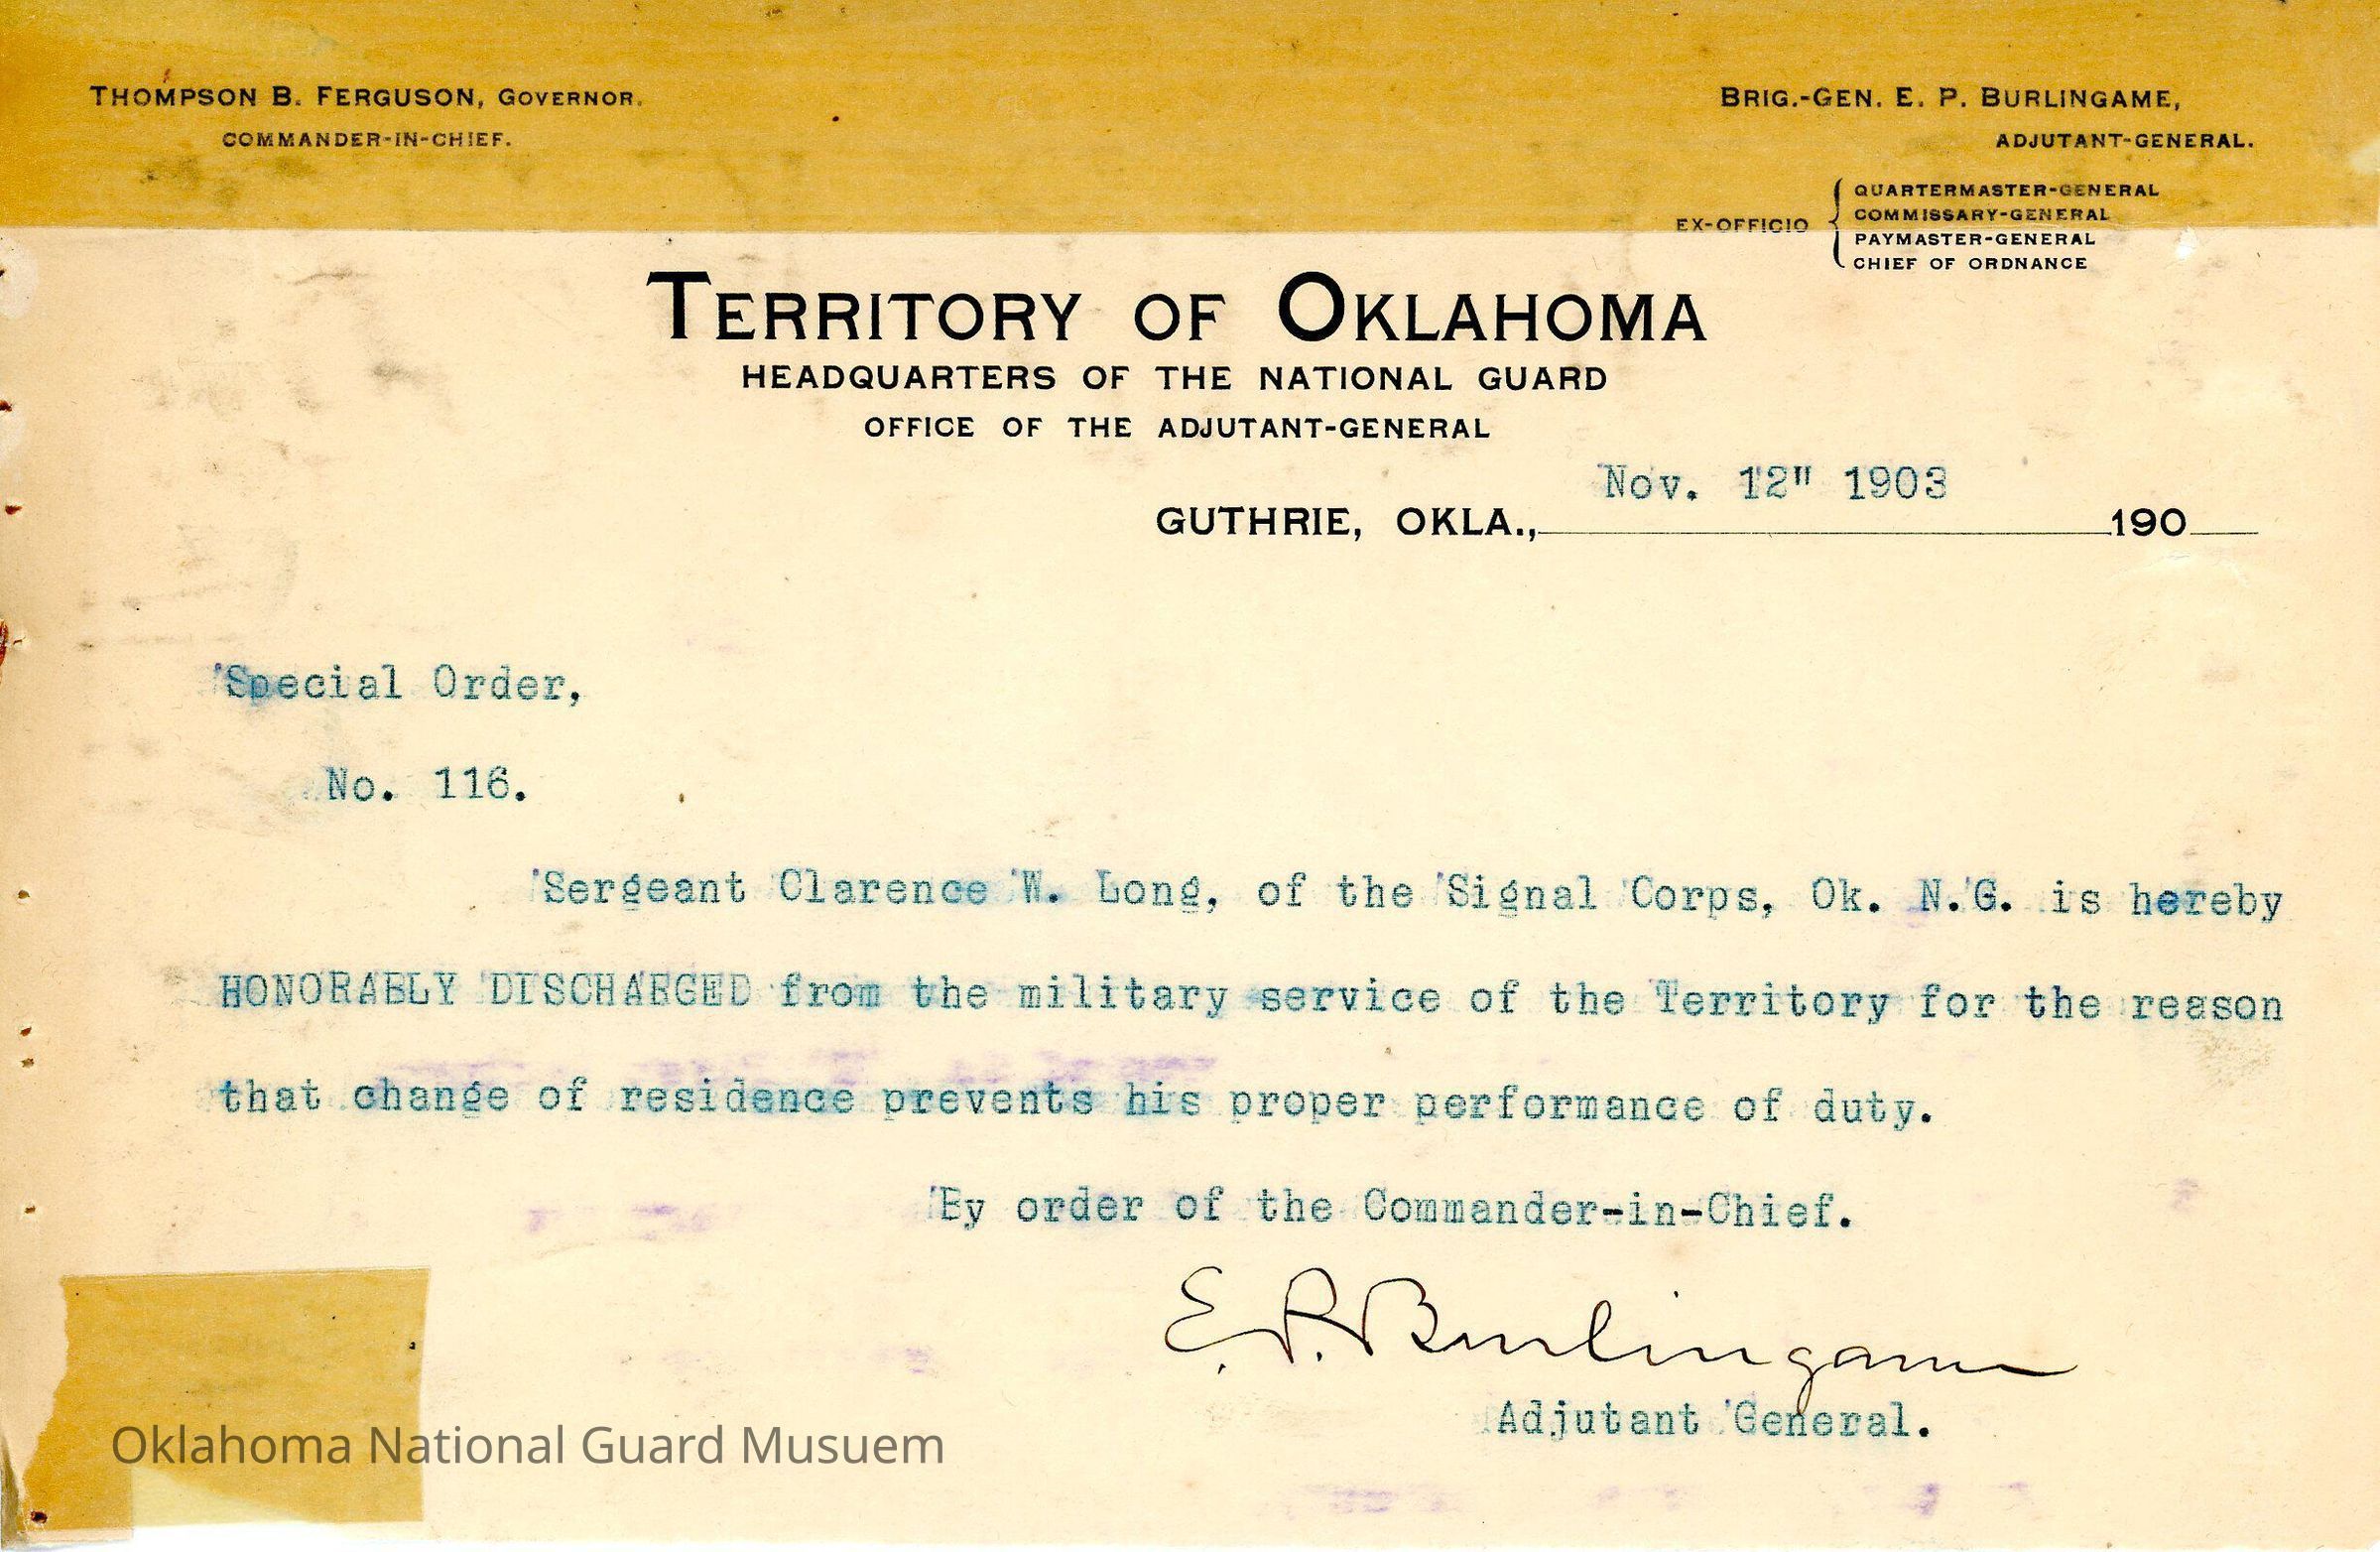 THOMPSON B. FERGUSON, GOVERNOR.
COMMANDER-IN-CHIEF.
BRIG.-GEN. E. P. BURLINGAME,
ADJUTANT-GENERAL.
EX-OFFICIO
QUARTERMASTER-GENERAL
COMMISSARY-GENERAL
PAYMASTER-GENERAL
CHIEF OF ORDNANCE
TERRITORY OF OKLAHOMA
HEADQUARTERS OF THE NATIONAL GUARD
OFFICE OF THE ADJUTANT-GENERAL
Nov. 12" 1903
GUTHRIE, OKLA., 190
Special Order,
No. 116.
Sergeant Clarence W. Long, of the Signal Corps, Ok. N.G. is hereby
HONORABLY DISCHARGED from the military service of the Territory for the reason
that change of residence prevents his proper performance of duty.
By order of the Commander-in-Chief.
E. P. Burlingame
Adjutant General.
Oklahoma National Guard Musuem